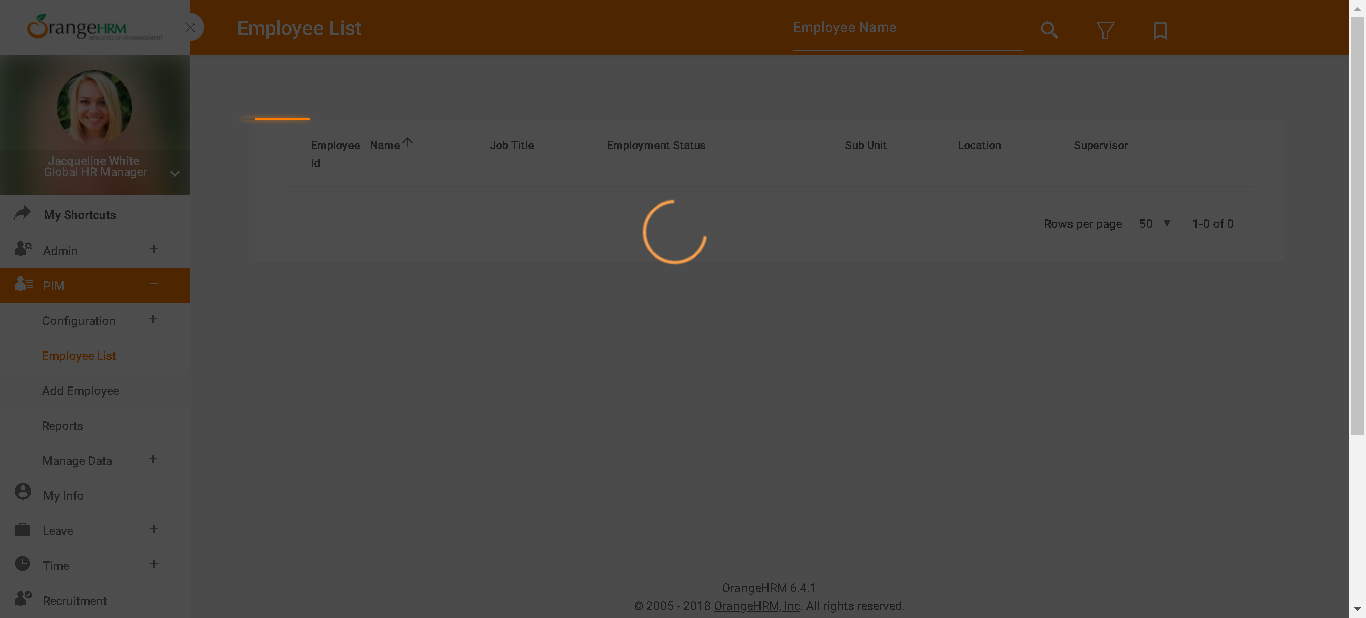 OrangeHRM
Employee List
Employee Name
Jacqueline White
Global HR Manager
My Shortcuts
Admin
PIM
Configuration
Employee List
Add Employee
Reports
Manage Data
My Info
Leave
Time
Recruitment
Employee Id
Name
Job Title
Employment Status
Sub Unit
Location
Supervisor
Rows per page 50 1-0 of 0
OrangeHRM 6.4.1
© 2005 - 2018 OrangeHRM, Inc. All rights reserved.